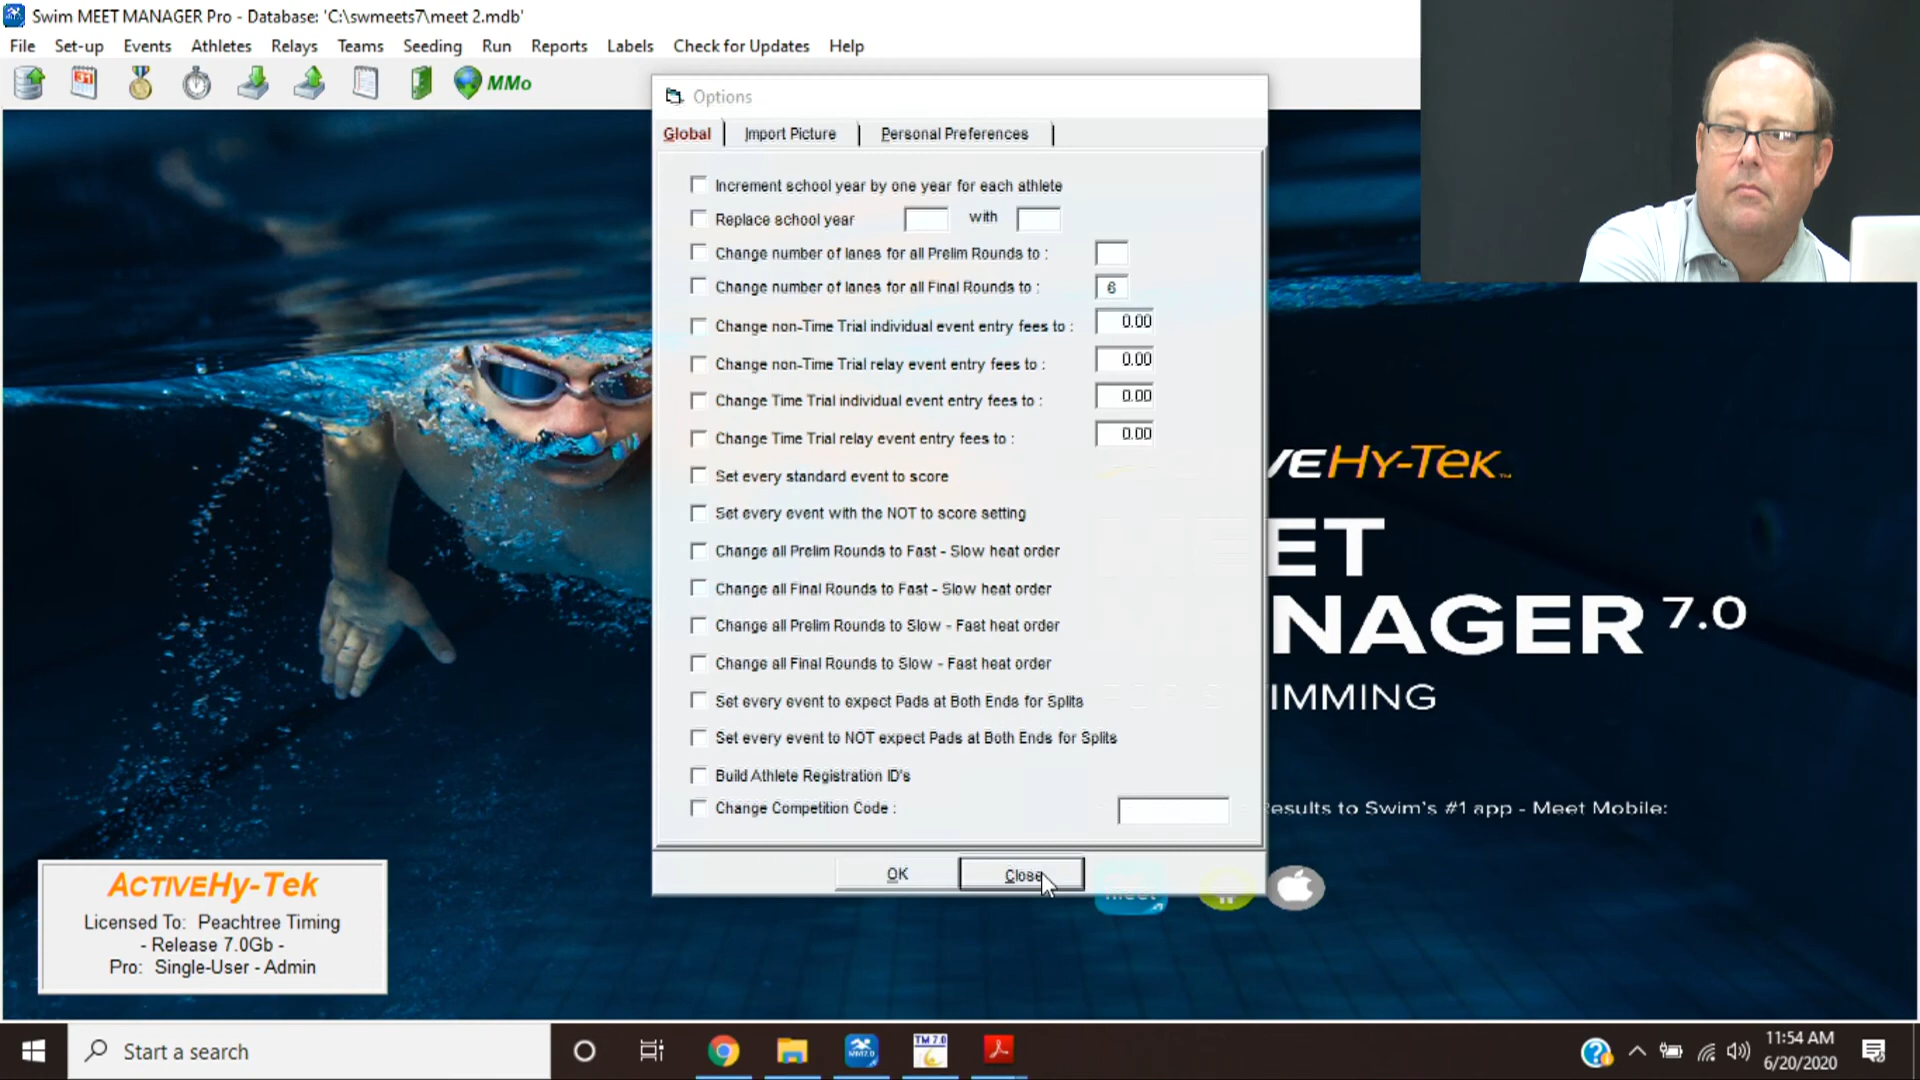 Swim MEET MANAGER Pro - Database: 'C:\swmeets7\meet 2.mdb'
File Set-up Events Athletes Relays Teams Seeding Run Reports Labels Check for Updates Help
31 MMo
Options
Global Import Picture Personal Preferences
Increment school year by one year for each athlete
Replace school year with
Change number of lanes for all Prelim Rounds to :
Change number of lanes for all Final Rounds to : 6
Change non-Time Trial individual event entry fees to : 0.00
Change non-Time Trial relay event entry fees to : 0.00
Change Time Trial individual event entry fees to : 0.00
Change Time Trial relay event entry fees to : 0.00
Set every standard event to score
Set every event with the NOT to score setting
Change all Prelim Rounds to Fast - Slow heat order
Change all Final Rounds to Fast - Slow heat order
Change all Prelim Rounds to Slow - Fast heat order
Change all Final Rounds to Slow - Fast heat order
Set every event to expect Pads at Both Ends for Splits
Set every event to NOT expect Pads at Both Ends for Splits
Build Athlete Registration ID's
Change Competition Code :
OK Close
IVEHY-TEK™
ET
NAGER 7.0
IMMING
esults to Swim's #1 app - Meet Mobile:
meet
ACTIVEHy-Tek
Licensed To: Peachtree Timing
- Release 7.0Gb -
Pro: Single-User - Admin
Start a search
MM7.0
TM 7.0
11:54 AM
6/20/2020